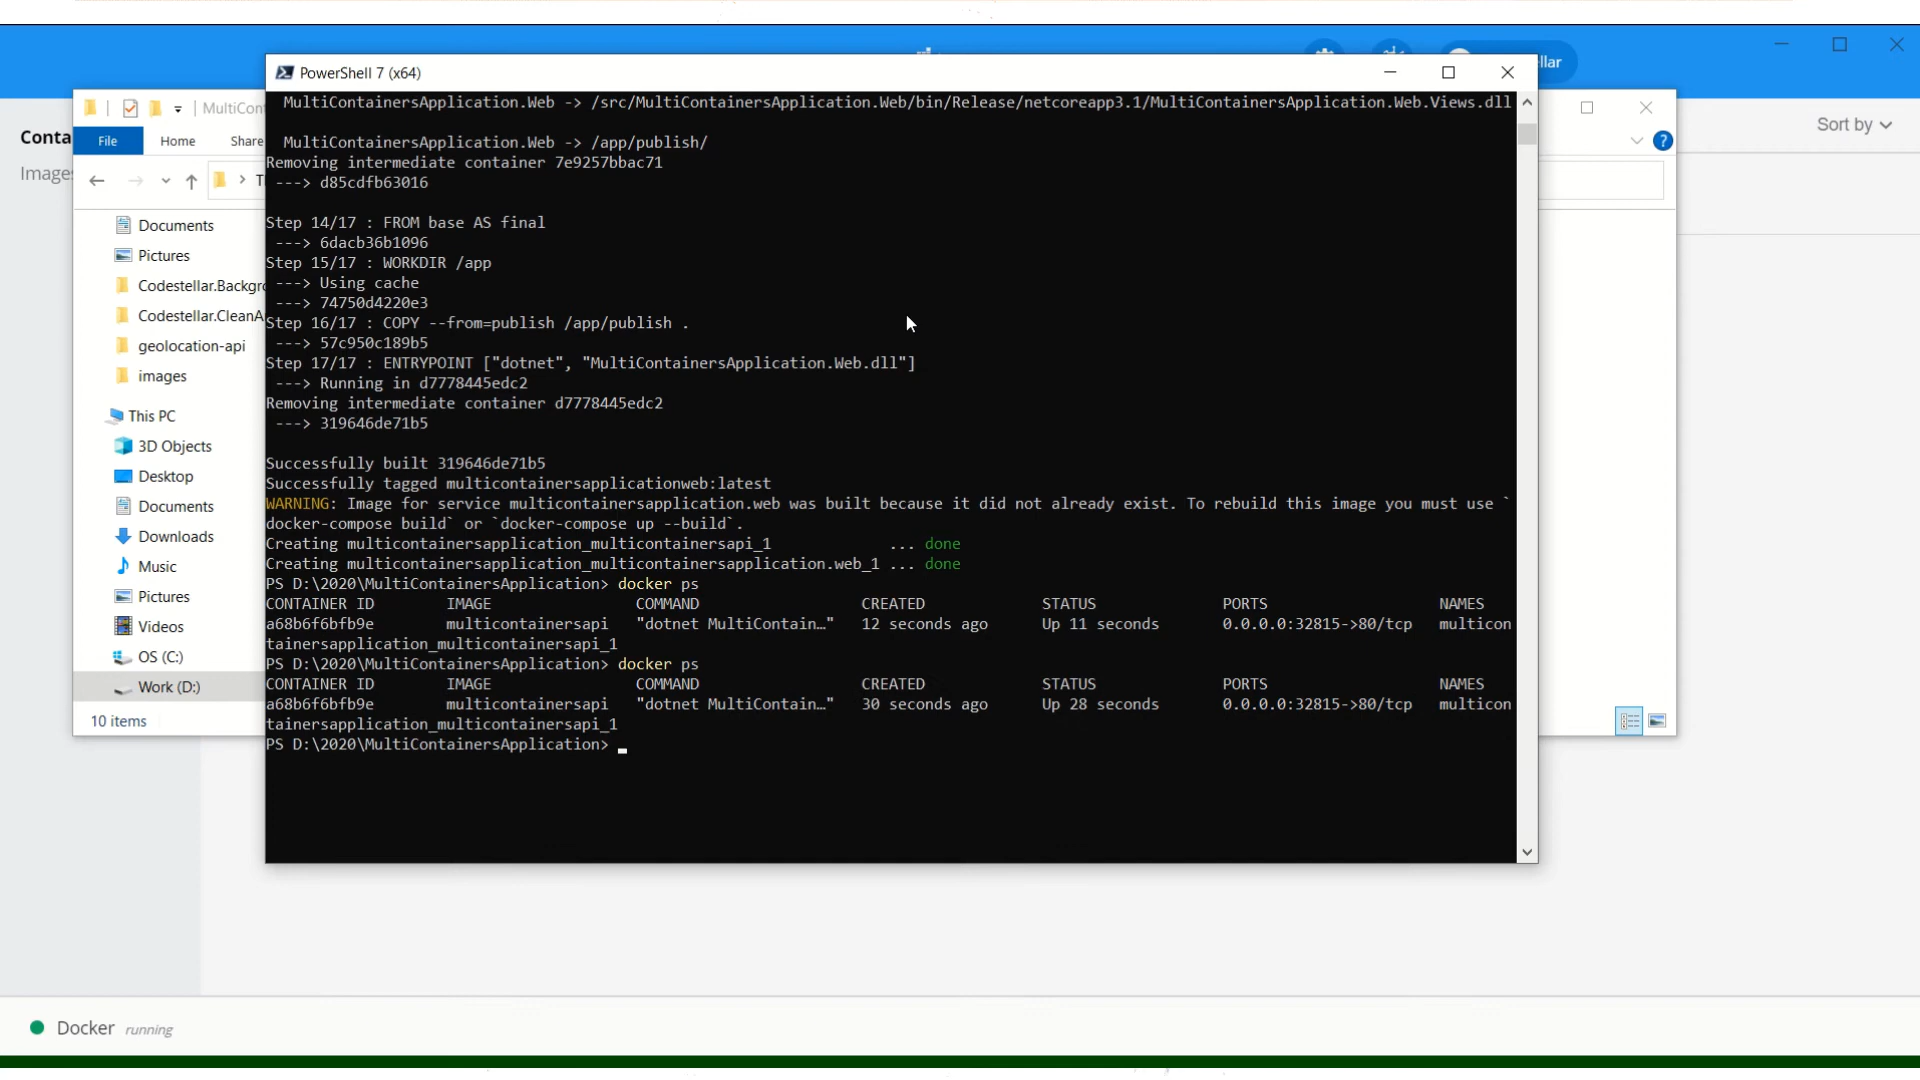 llar
PowerShell 7 (x64)
MultiCont
Conta
Images
Sort by
File
Home
Share
Documents
Pictures
Codestellar.Backgro
Codestellar.CleanA
geolocation-api
images
This PC
3D Objects
Desktop
Documents
Downloads
Music
Pictures
Videos
OS (C:)
Work (D:)
10 items
MultiContainersApplication.Web -> /src/MultiContainersApplication.Web/bin/Release/netcoreapp3.1/MultiContainersApplication.Web.Views.dll
MultiContainersApplication.Web -> /app/publish/
Removing intermediate container 7e9257bbac71
---> d85cdfb63016
Step 14/17 : FROM base AS final
---> 6dacb36b1096
Step 15/17 : WORKDIR /app
---> Using cache
---> 74750d4220e3
Step 16/17 : COPY --from=publish /app/publish .
---> 57c950c189b5
Step 17/17 : ENTRYPOINT ["dotnet", "MultiContainersApplication.Web.dll"]
---> Running in d7778445edc2
Removing intermediate container d7778445edc2
---> 319646de71b5
Successfully built 319646de71b5
Successfully tagged multicontainersapplicationweb:latest
WARNING: Image for service multicontainersapplication.web was built because it did not already exist. To rebuild this image you must use `
docker-compose build` or `docker-compose up --build`.
Creating multicontainersapplication_multicontainersapi_1 ... done
Creating multicontainersapplication_multicontainersapplication.web_1 ... done
PS D:\2020\MultiContainersApplication> docker ps
CONTAINER ID IMAGE COMMAND CREATED STATUS PORTS NAMES
a68b6f6bfb9e multicontainersapi "dotnet MultiContain…" 12 seconds ago Up 11 seconds 0.0.0.0:32815->80/tcp multicon
tainersapplication_multicontainersapi_1
PS D:\2020\MultiContainersApplication> docker ps
CONTAINER ID IMAGE COMMAND CREATED STATUS PORTS NAMES
a68b6f6bfb9e multicontainersapi "dotnet MultiContain…" 30 seconds ago Up 28 seconds 0.0.0.0:32815->80/tcp multicon
tainersapplication_multicontainersapi_1
PS D:\2020\MultiContainersApplication>
Docker running